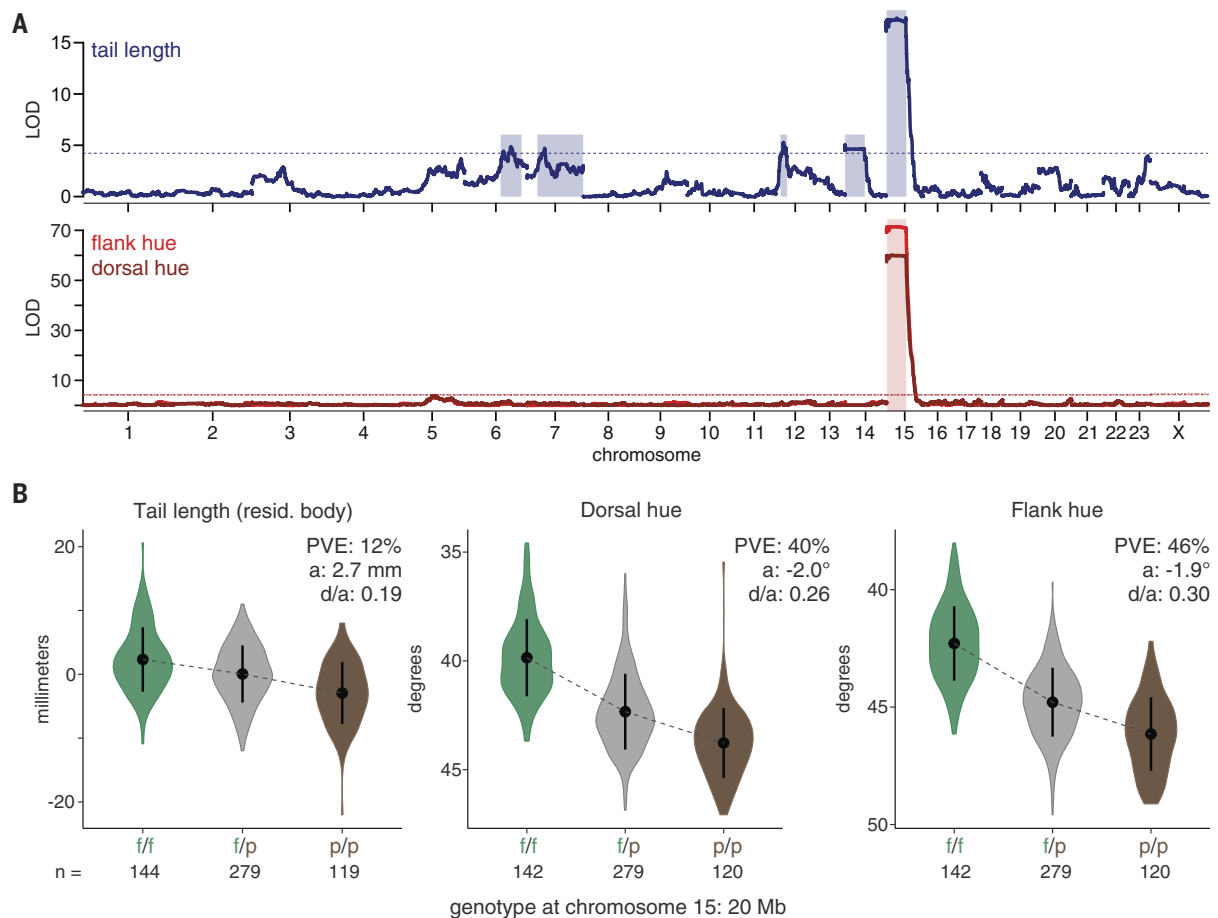 A
tail length
LOD
15
10
5
0
flank hue
dorsal hue
LOD
70
50
30
10
1 2 3 4 5 6 7 8 9 10 11 12 13 14 15 16 17 18 19 20 21 22 23 X
chromosome
B
Tail length (resid. body)
PVE: 12%
a: 2.7 mm
d/a: 0.19
millimeters
20
0
-20
f/f f/p p/p
n = 144 279 119
Dorsal hue
PVE: 40%
a: -2.0°
d/a: 0.26
degrees
35
40
45
f/f f/p p/p
142 279 120
Flank hue
PVE: 46%
a: -1.9°
d/a: 0.30
degrees
40
45
50
f/f f/p p/p
142 279 120
genotype at chromosome 15: 20 Mb